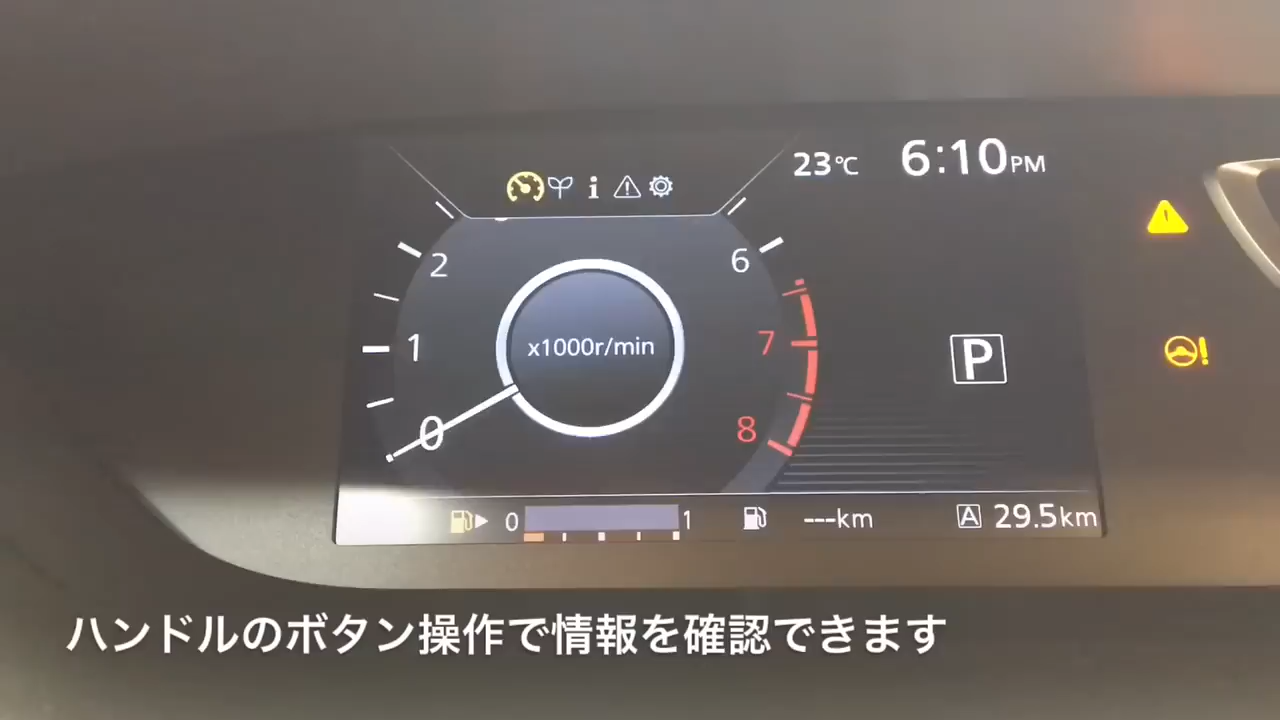 23℃ 6:10PM
2
6
1
x1000r/min
7
P
0
8
0 1 ---km A 29.5km
ハンドルのボタン操作で情報を確認できます